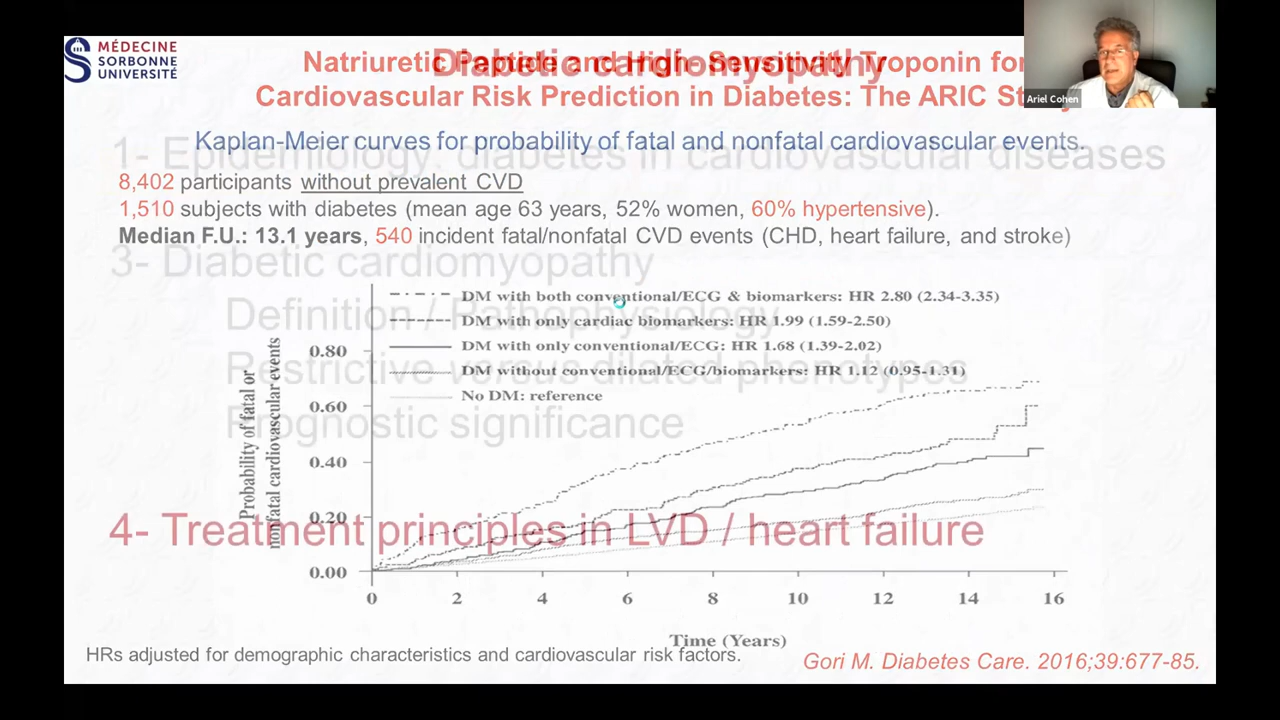 MÉDECINE
SORBONNE
UNIVERSITÉ
Natriuretic Peptide and High-Sensitivity Troponin for
Diabetic cardiomyopathy
Cardiovascular Risk Prediction in Diabetes: The ARIC
Ariel Cohen
Kaplan-Meier curves for probability of fatal and nonfatal cardiovascular events.
1- Epidemiology: diabetes in cardiovascular diseases
8,402 participants without prevalent CVD
1,510 subjects with diabetes (mean age 63 years, 52% women, 60% hypertensive).
Median F.U.: 13.1 years, 540 incident fatal/nonfatal CVD events (CHD, heart failure, and stroke)
3- Diabetic cardiomyopathy
Definition / Pathophysiology
Restrictive versus dilated phenotypes
Prognostic significance
4- Treatment principles in LVD / heart failure
DM with both conventional/ECG & biomarkers: HR 2.80 (2.34-3.35)
DM with only cardiac biomarkers: HR 1.99 (1.59-2.50)
DM with only conventional/ECG: HR 1.68 (1.39-2.02)
DM without conventional/ECG/biomarkers: HR 1.12 (0.95-1.31)
No DM: reference
Probability of fatal or
nonfatal cardiovascular events
0.80
0.60
0.40
0.20
0.00
0 2 4 6 8 10 12 14 16
Time (Years)
HRs adjusted for demographic characteristics and cardiovascular risk factors.
Gori M. Diabetes Care. 2016;39:677-85.